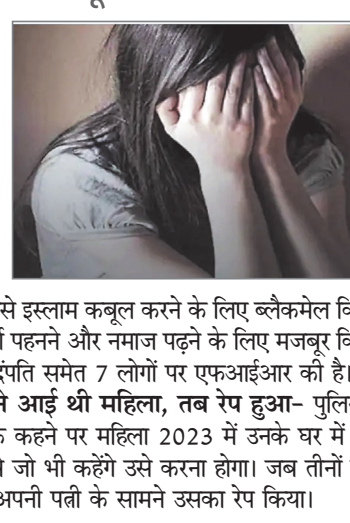 से इस्लाम कबूल करने के लिए ब्लैकमेल
पहनने और नमाज पढ़ने के लिए मजबूर
दंपति समेत 7 लोगों पर एफआईआर की है।
आई थी महिला, तब रेप हुआ-
कहने पर महिला 2023 में उनके घर में
जो भी कहेंगे उसे करना होगा। जब तीनों
अपनी पत्नी के सामने उसका रेप किया।